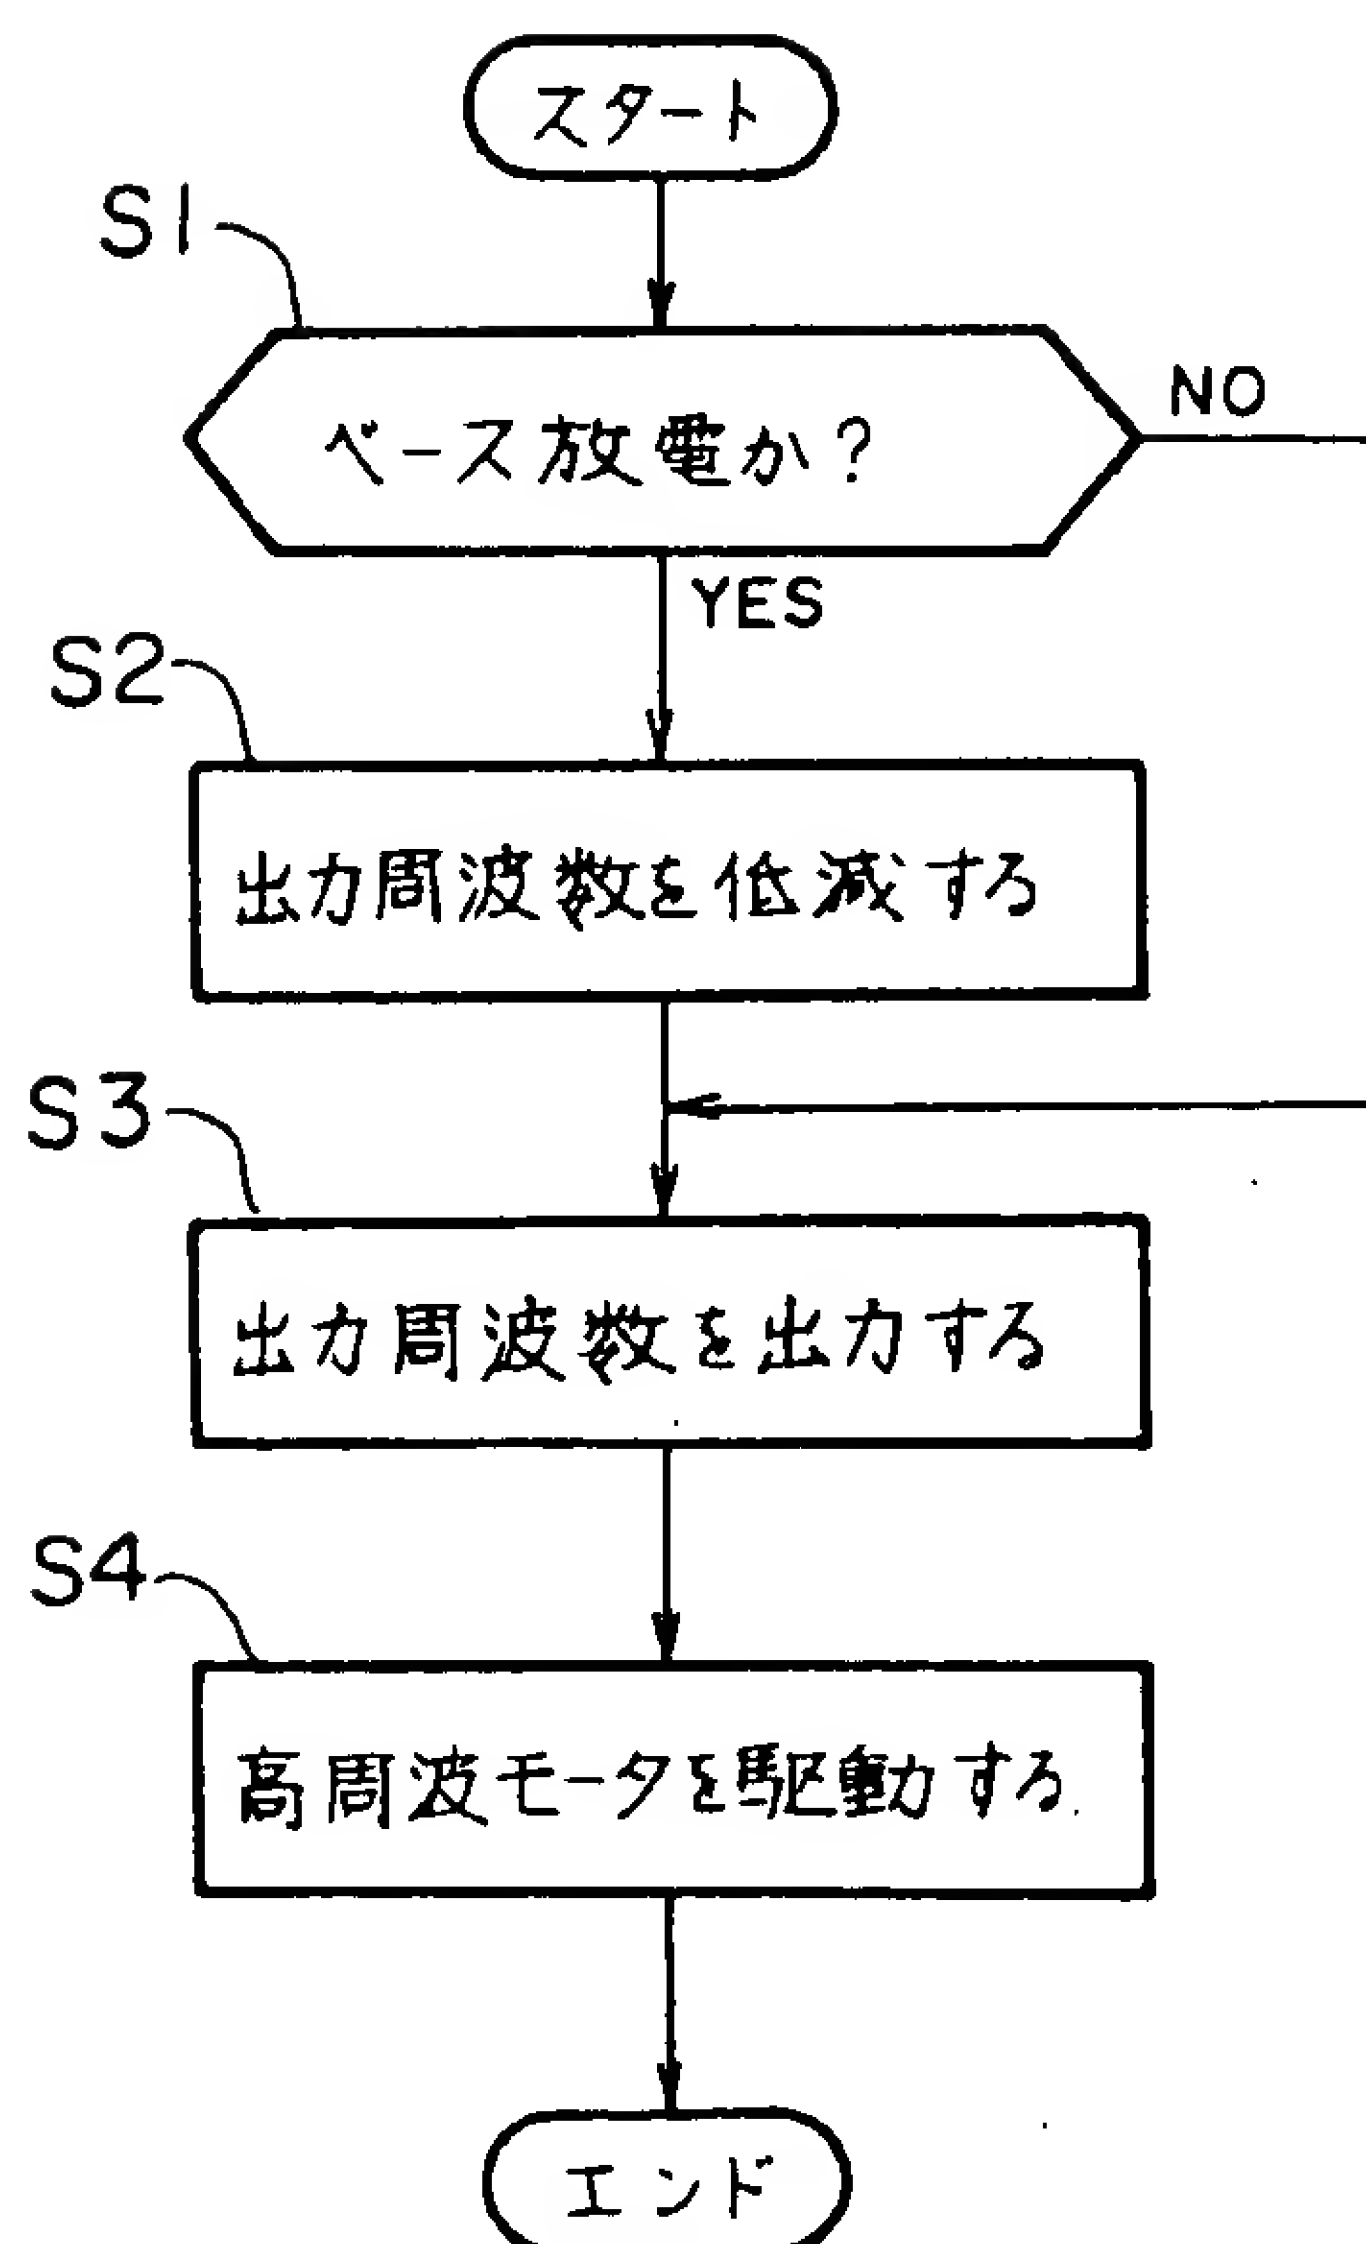 スタート
S1
ベース放電か?
NO
YES
S2
出力周波数を低減する
S3
出力周波数を出力する
S4
高周波モータを駆動する
エンド